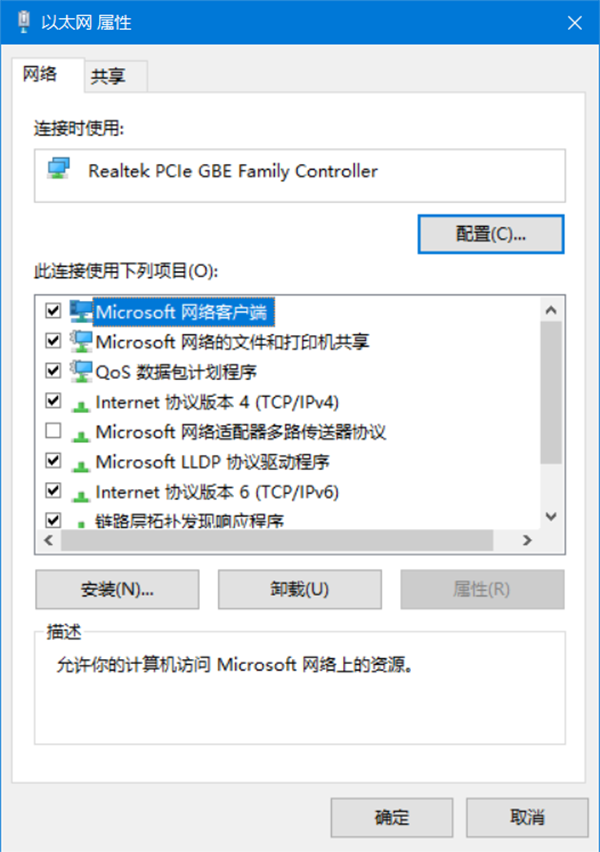 以太网 属性
网络 共享
连接时使用:
Realtek PCIe GBE Family Controller
配置(C)...
此连接使用下列项目(O):
Microsoft 网络客户端
Microsoft 网络的文件和打印机共享
QoS 数据包计划程序
Internet 协议版本 4 (TCP/IPv4)
Microsoft 网络适配器多路传送器协议
Microsoft LLDP 协议驱动程序
Internet 协议版本 6 (TCP/IPv6)
链路层拓扑发现响应程序
安装(N)... 卸载(U) 属性(R)
描述
允许你的计算机访问 Microsoft 网络上的资源。
确定 取消